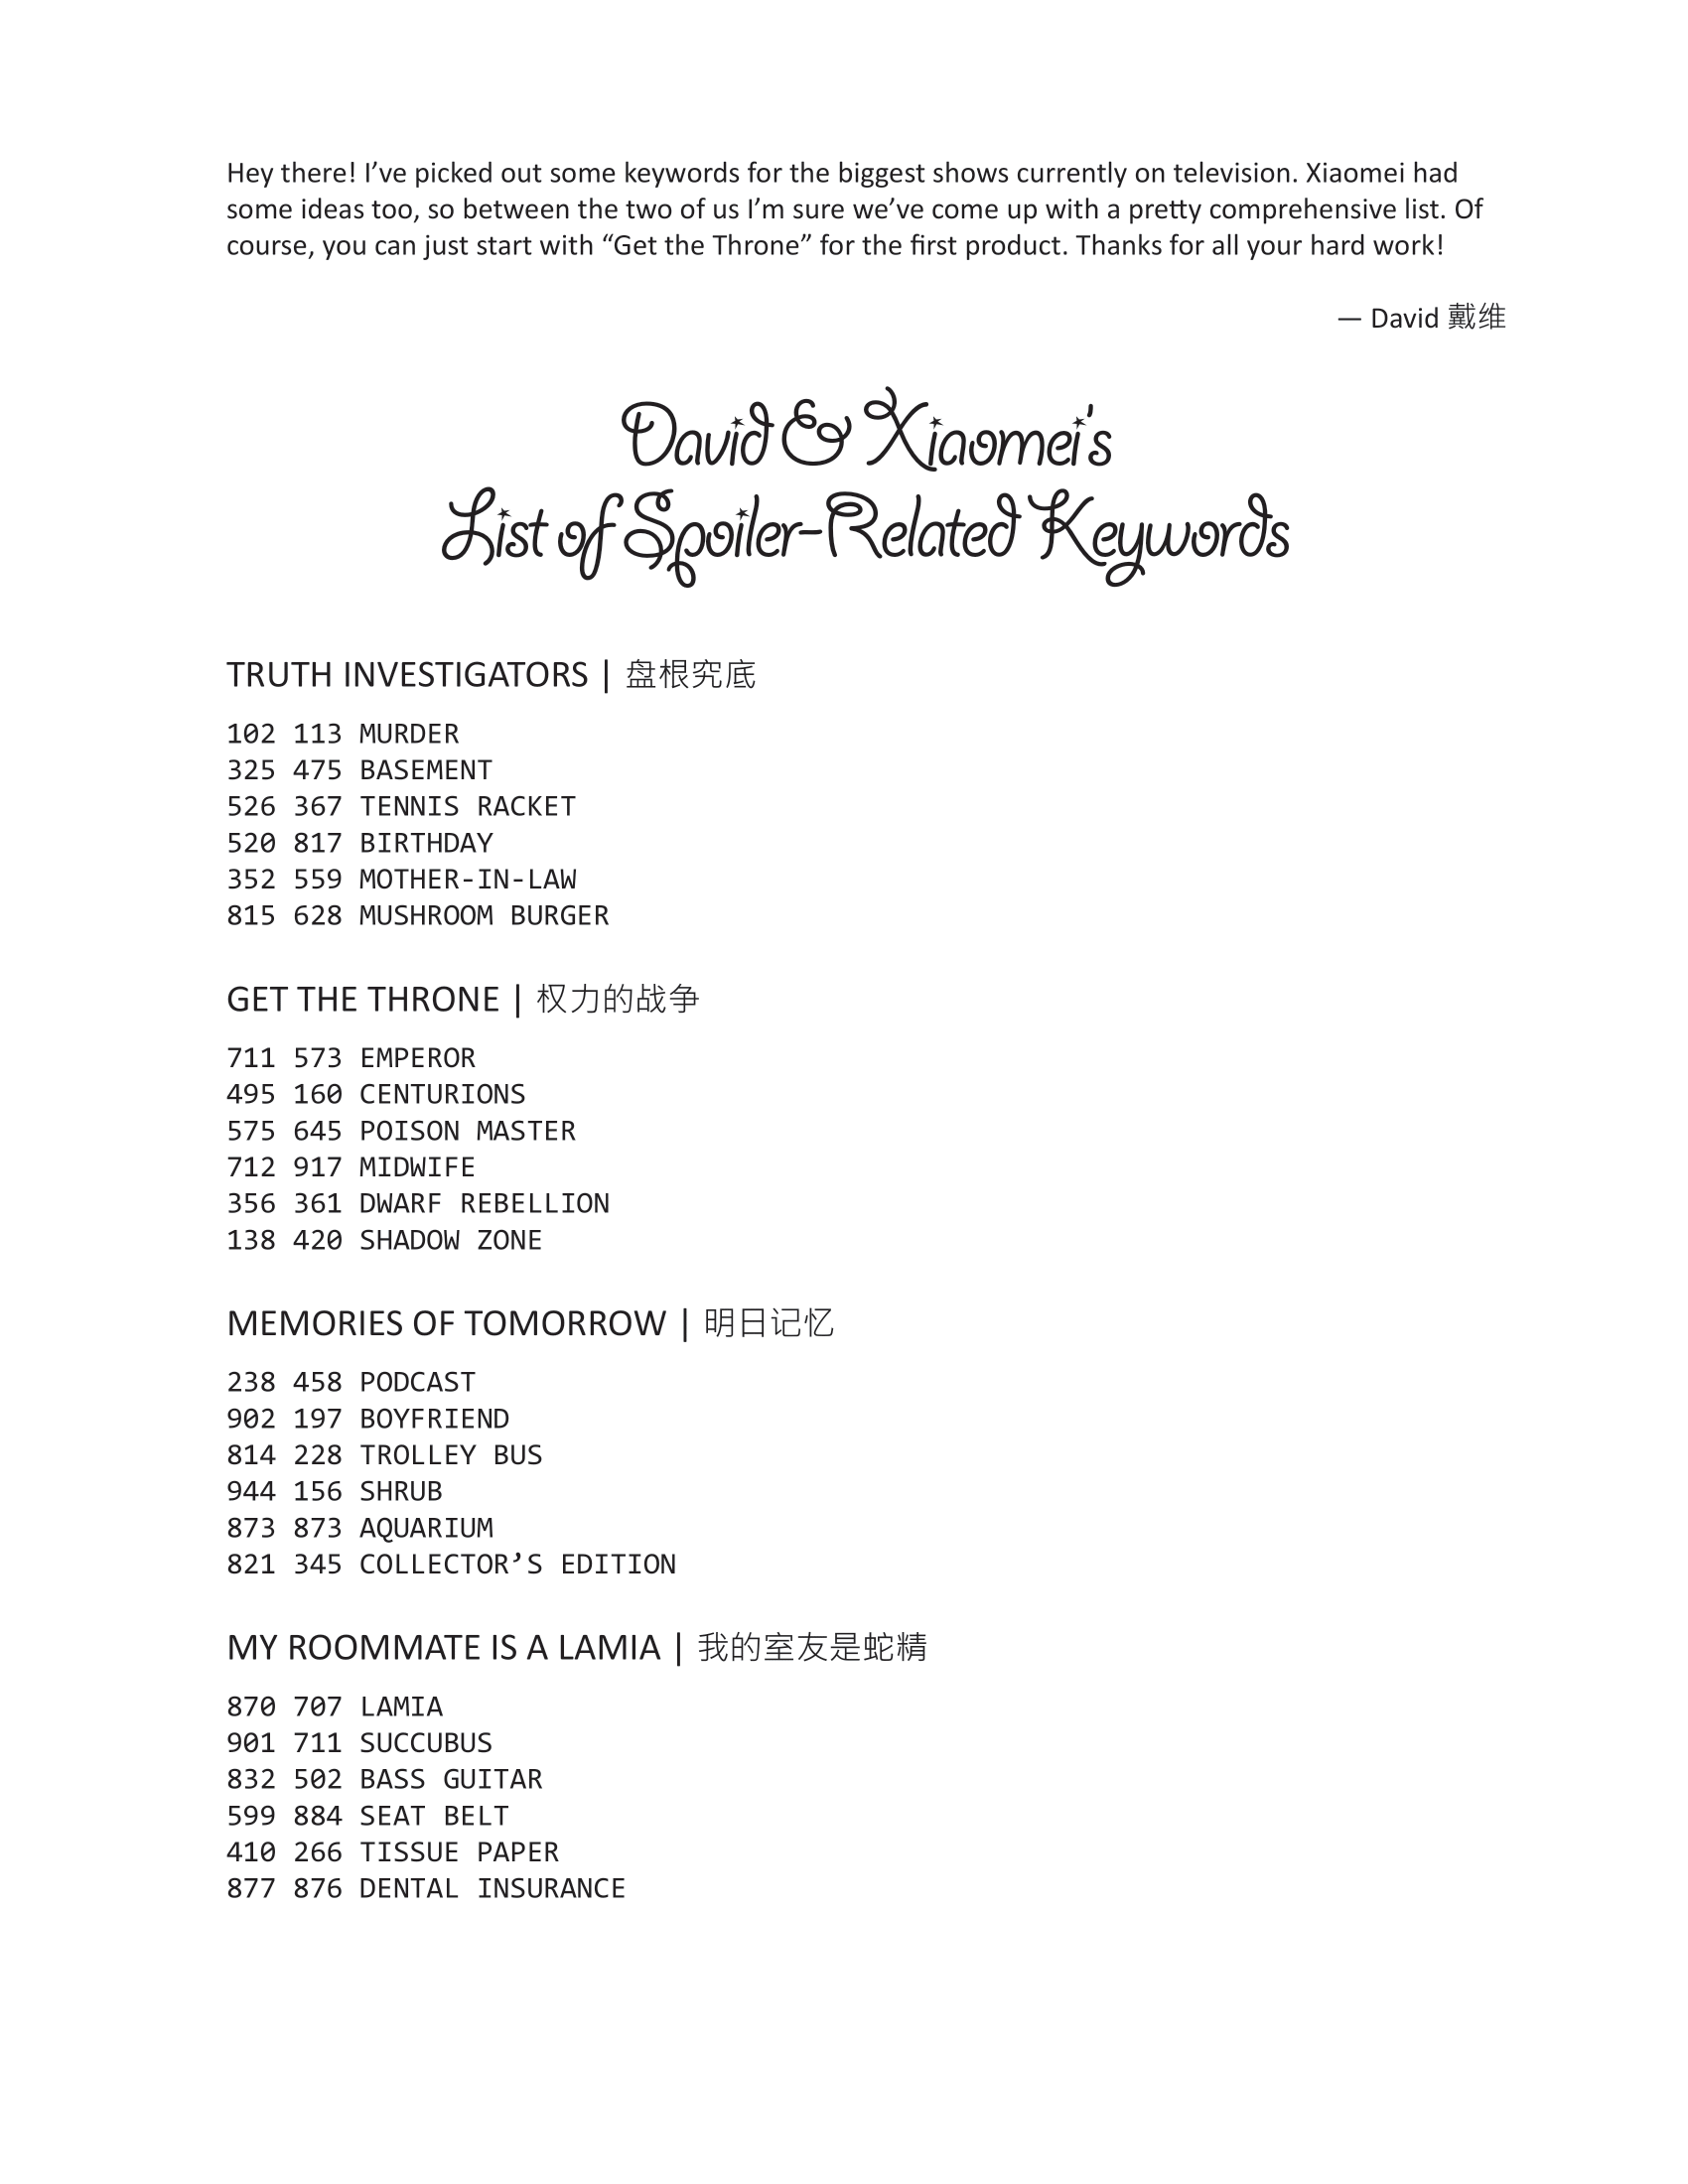 Hey there! I’ve picked out some keywords for the biggest shows currently on television. Xiaomei had
some ideas too, so between the two of us I’m sure we’ve come up with a pretty comprehensive list. Of
course, you can just start with “Get the Throne” for the first product. Thanks for all your hard work!
— David 戴维
David & Xiaomei's
List of Spoiler-Related Keywords
TRUTH INVESTIGATORS | 盘根究底
102 113 MURDER
325 475 BASEMENT
526 367 TENNIS RACKET
520 817 BIRTHDAY
352 559 MOTHER-IN-LAW
815 628 MUSHROOM BURGER
GET THE THRONE | 权力的战争
711 573 EMPEROR
495 160 CENTURIONS
575 645 POISON MASTER
712 917 MIDWIFE
356 361 DWARF REBELLION
138 420 SHADOW ZONE
MEMORIES OF TOMORROW | 明日记忆
238 458 PODCAST
902 197 BOYFRIEND
814 228 TROLLEY BUS
944 156 SHRUB
873 873 AQUARIUM
821 345 COLLECTOR’S EDITION
MY ROOMMATE IS A LAMIA | 我的室友是蛇精
870 707 LAMIA
901 711 SUCCUBUS
832 502 BASS GUITAR
599 884 SEAT BELT
410 266 TISSUE PAPER
877 876 DENTAL INSURANCE